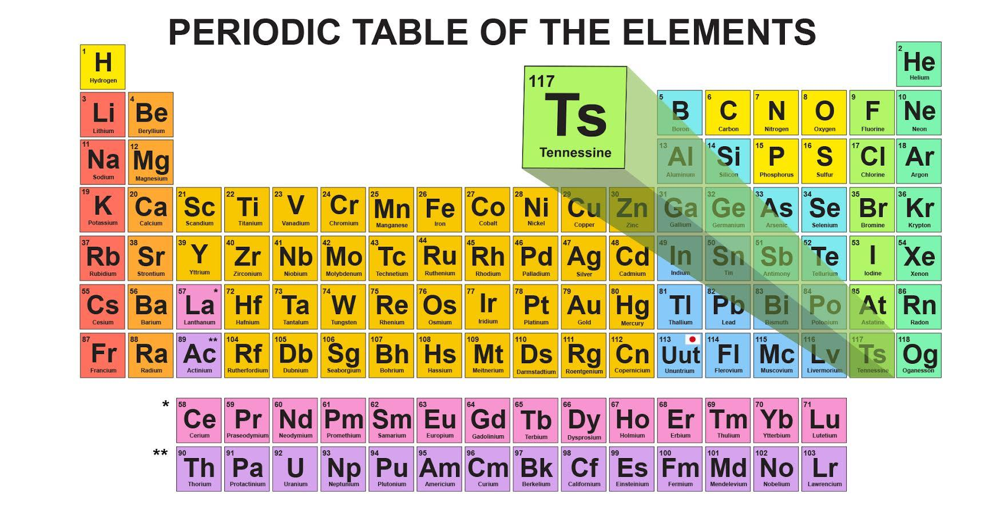 PERIODIC TABLE OF THE ELEMENTS
1 2
H He
Hydrogen Helium
117
Ts
Tennessine
3 4 5 6 7 8 9 10
Li Be B C N O F Ne
Lithium Beryllium Boron Carbon Nitrogen Oxygen Fluorine Neon
11 12 13 14 15 16 17 18
Na Mg Al Si P S Cl Ar
Sodium Magnesium Aluminum Silicon Phosphorus Sulfur Chlorine Argon
19 20 21 22 23 24 25 26 27 28 29 30 31 32 33 34 35 36
K Ca Sc Ti V Cr Mn Fe Co Ni Cu Zn Ga Ge As Se Br Kr
Potassium Calcium Scandium Titanium Vanadium Chromium Manganese Iron Cobalt Nickel Copper Zinc Gallium Germanium Arsenic Selenium Bromine Krypton
37 38 39 40 41 42 43 44 45 46 47 48 49 50 51 52 53 54
Rb Sr Y Zr Nb Mo Tc Ru Rh Pd Ag Cd In Sn Sb Te I Xe
Rubidium Strontium Yttrium Zirconium Niobium Molybdenum Technetium Ruthenium Rhodium Palladium Silver Cadmium Indium Tin Antimony Tellurium Iodine Xenon
55 56 57 * 72 73 74 75 76 77 78 79 80 81 82 83 84 85 86
Cs Ba La Hf Ta W Re Os Ir Pt Au Hg Tl Pb Bi Po At Rn
Cesium Barium Lanthanum Hafnium Tantalum Tungsten Rhenium Osmium Iridium Platinum Gold Mercury Thallium Lead Bismuth Polonium Astatine Radon
87 88 89 ** 104 105 106 107 108 109 110 111 112 113 114 115 116 117 118
Fr Ra Ac Rf Db Sg Bh Hs Mt Ds Rg Cn Uut Fl Mc Lv Ts Og
Francium Radium Actinium Rutherfordium Dubnium Seaborgium Bohrium Hassium Meitnerium Darmstadtium Roentgenium Copernicium Ununtrium Flerovium Muscovium Livermorium Tennessine Oganesson
* 58 59 60 61 62 63 64 65 66 67 68 69 70 71
Ce Pr Nd Pm Sm Eu Gd Tb Dy Ho Er Tm Yb Lu
Cerium Praseodymium Neodymium Promethium Samarium Europium Gadolinium Terbium Dysprosium Holmium Erbium Thulium Ytterbium Lutetium
** 90 91 92 93 94 95 96 97 98 99 100 101 102 103
Th Pa U Np Pu Am Cm Bk Cf Es Fm Md No Lr
Thorium Protactinium Uranium Neptunium Plutonium Americium Curium Berkelium Californium Einsteinium Fermium Mendelevium Nobelium Lawrencium